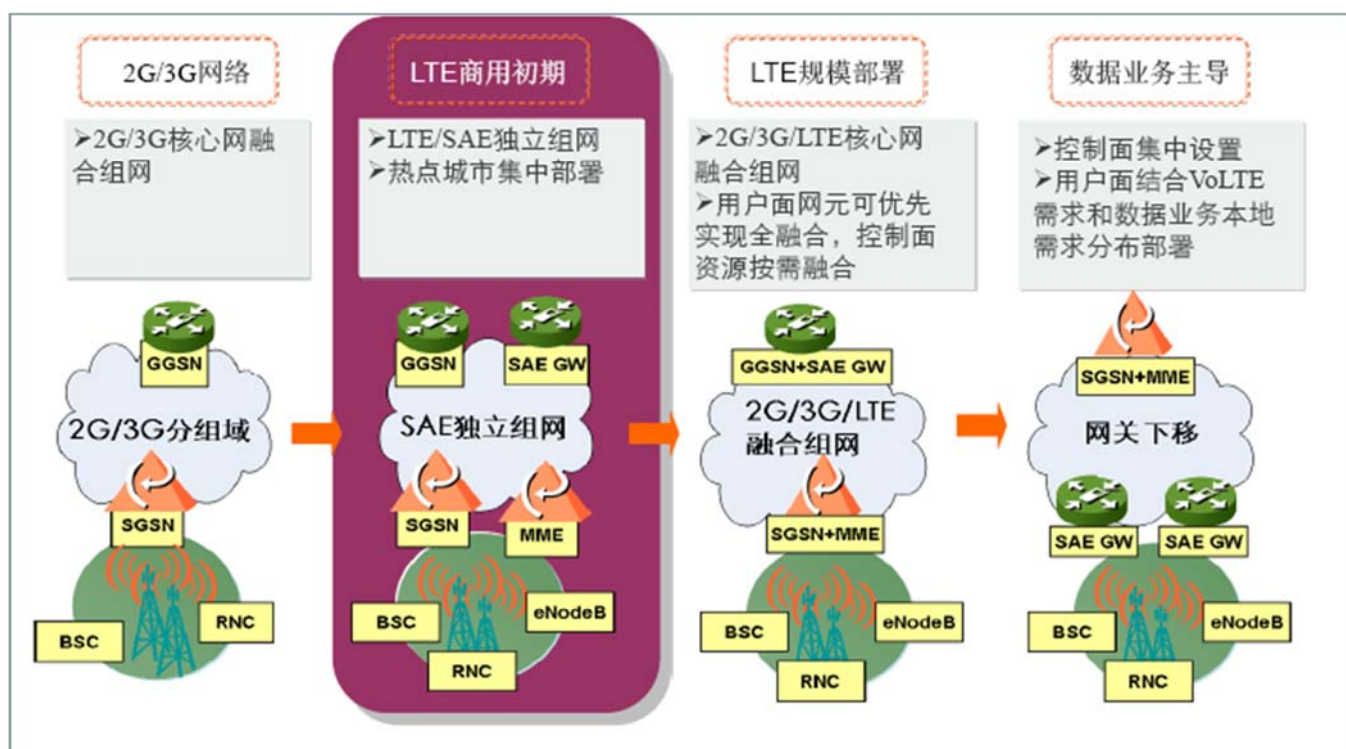 2G/3G网络
➢2G/3G核心网融
合组网
GGSN
2G/3G分组域
SGSN
BSC
RNC
LTE商用初期
➢LTE/SAE独立组网
➢热点城市集中部署
GGSN
SAE GW
SAE独立组网
SGSN
MME
BSC
eNodeB
RNC
LTE规模部署
➢2G/3G/LTE核心网
融合组网
➢用户面网元可优先
实现全融合，控制面
资源按需融合
GGSN+SAE GW
2G/3G/LTE
融合组网
SGSN+MME
BSC
eNodeB
RNC
数据业务主导
➢控制面集中设置
➢用户面结合VoLTE
需求和数据业务本地
需求分布部署
SGSN+MME
网关下移
SAE GW
SAE GW
BSC
eNodeB
RNC